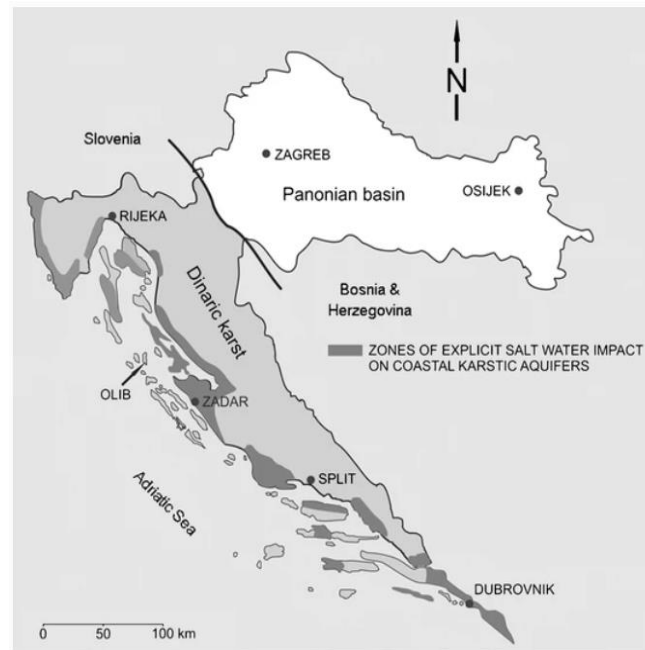 N
Slovenia
ZAGREB
Panonian basin
OSIJEK
RIJEKA
Dinaric karst
Bosnia &
Herzegovina
ZONES OF EXPLICIT SALT WATER IMPACT
ON COASTAL KARSTIC AQUIFERS
OLIB
ZADAR
Adriatic Sea
SPLIT
DUBROVNIK
0 50 100 km